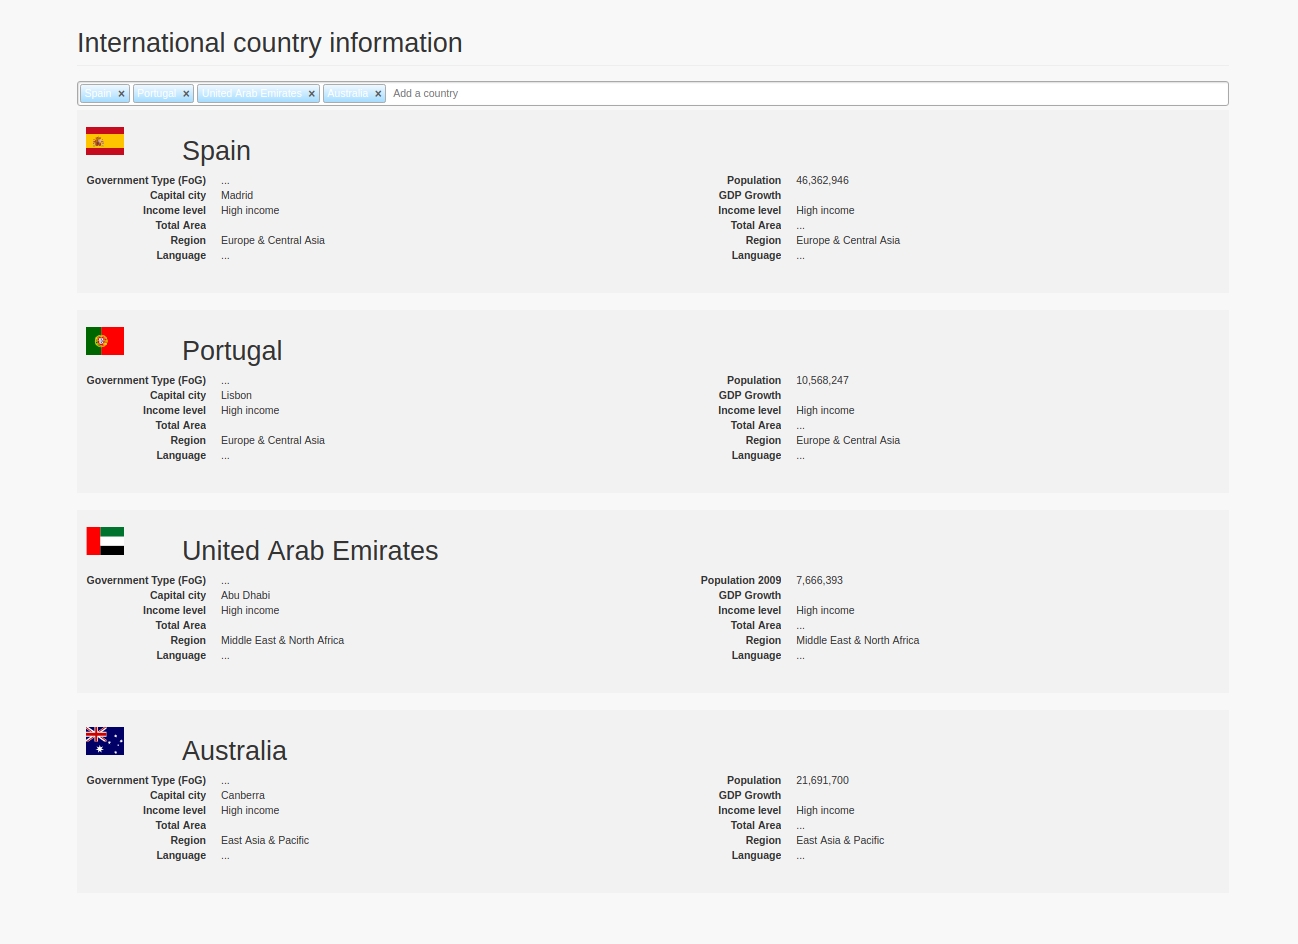 International country information
Spain × Portugal × United Arab Emirates × Australia × Add a country
Spain
Government Type (FoG) ... Population 46,362,946
Capital city Madrid GDP Growth
Income level High income Income level High income
Total Area Total Area ...
Region Europe & Central Asia Region Europe & Central Asia
Language ... Language ...
Portugal
Government Type (FoG) ... Population 10,568,247
Capital city Lisbon GDP Growth
Income level High income Income level High income
Total Area Total Area ...
Region Europe & Central Asia Region Europe & Central Asia
Language ... Language ...
United Arab Emirates
Government Type (FoG) ... Population 2009 7,666,393
Capital city Abu Dhabi GDP Growth
Income level High income Income level High income
Total Area Total Area ...
Region Middle East & North Africa Region Middle East & North Africa
Language ... Language ...
Australia
Government Type (FoG) ... Population 21,691,700
Capital city Canberra GDP Growth
Income level High income Income level High income
Total Area Total Area ...
Region East Asia & Pacific Region East Asia & Pacific
Language ... Language ...